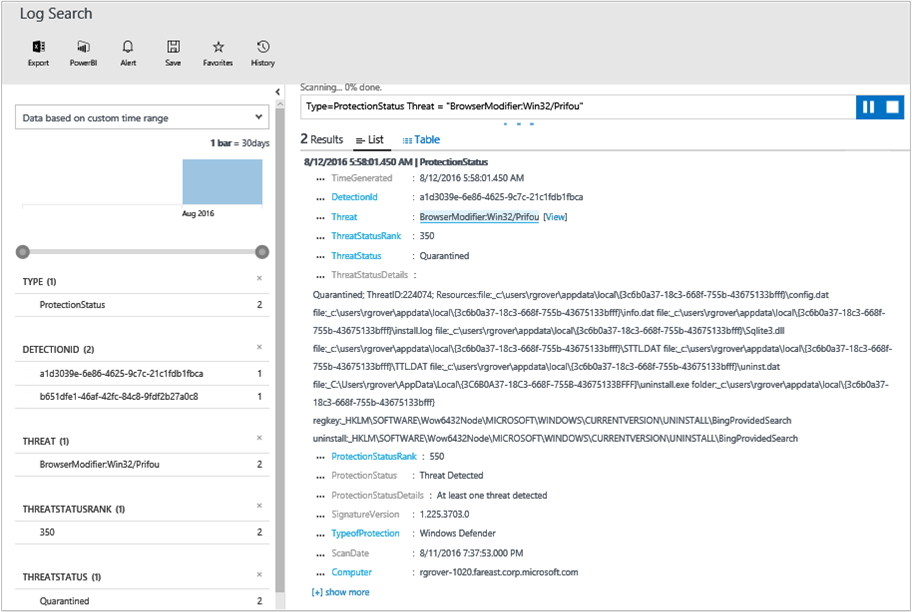 Log Search
Export PowerBI Alert Save Favorites History
Data based on custom time range
1 bar = 30days
Aug 2016
TYPE (1)
ProtectionStatus 2
DETECTIONID (2)
a1d3039e-6e86-4625-9c7c-21c1fdb1fbca 1
b651dfe1-46af-42fc-84c8-9fdf2b27a0c8 1
THREAT (1)
BrowserModifier:Win32/Prifou 2
THREATSTATUSRANK (1)
350 2
THREATSTATUS (1)
Quarantined 2
Scanning... 0% done.
Type=ProtectionStatus Threat = "BrowserModifier:Win32/Prifou"
2 Results List Table
8/12/2016 5:58:01.450 AM | ProtectionStatus
... TimeGenerated : 8/12/2016 5:58:01.450 AM
... DetectionId : a1d3039e-6e86-4625-9c7c-21c1fdb1fbca
... Threat : BrowserModifier:Win32/Prifou [View]
... ThreatStatusRank : 350
... ThreatStatus : Quarantined
... ThreatStatusDetails :
Quarantined; ThreatID:224074; Resources:file:_c:\users\rgrover\appdata\local\{3c6b0a37-18c3-668f-755b-43675133bfff}\config.dat
file:_c:\users\rgrover\appdata\local\{3c6b0a37-18c3-668f-755b-43675133bfff}\info.dat file:_c:\users\rgrover\appdata\local\{3c6b0a37-18c3-668f-
755b-43675133bfff}\install.log file:_c:\users\rgrover\appdata\local\{3c6b0a37-18c3-668f-755b-43675133bfff}\Sqlite3.dll
file:_c:\users\rgrover\appdata\local\{3c6b0a37-18c3-668f-755b-43675133bfff}\STTL.DAT file:_c:\users\rgrover\appdata\local\{3c6b0a37-18c3-668f-
755b-43675133bfff}\TTL.DAT file:_c:\users\rgrover\appdata\local\{3c6b0a37-18c3-668f-755b-43675133bfff}\uninst.dat
file:_C:\Users\rgrover\AppData\Local\{3C6B0A37-18C3-668F-755B-43675133BFFF}\uninstall.exe folder:_c:\users\rgrover\appdata\local\{3c6b0a37-
18c3-668f-755b-43675133bfff}
regkey:_HKLM\SOFTWARE\Wow6432Node\MICROSOFT\WINDOWS\CURRENTVERSION\UNINSTALL\BingProvidedSearch
uninstall:_HKLM\SOFTWARE\Wow6432Node\MICROSOFT\WINDOWS\CURRENTVERSION\UNINSTALL\BingProvidedSearch
... ProtectionStatusRank : 550
... ProtectionStatus : Threat Detected
... ProtectionStatusDetails : At least one threat detected
... SignatureVersion : 1.225.3703.0
... TypeofProtection : Windows Defender
... ScanDate : 8/11/2016 7:37:53.000 PM
... Computer : rgrover-1020.fareast.corp.microsoft.com
[+] show more